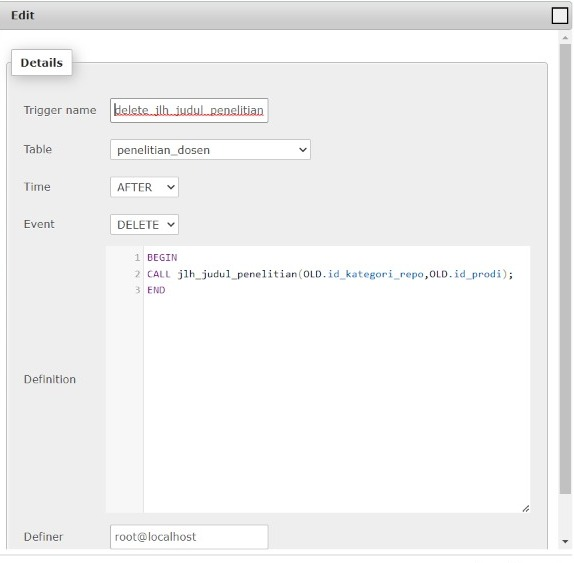 Edit
Details
Trigger name delete_jlh_judul_penelitian
Table penelitian_dosen
Time AFTER
Event DELETE
1 BEGIN
2 CALL jlh_judul_penelitian(OLD.id_kategori_repo,OLD.id_prodi);
3 END
Definition
Definer root@localhost